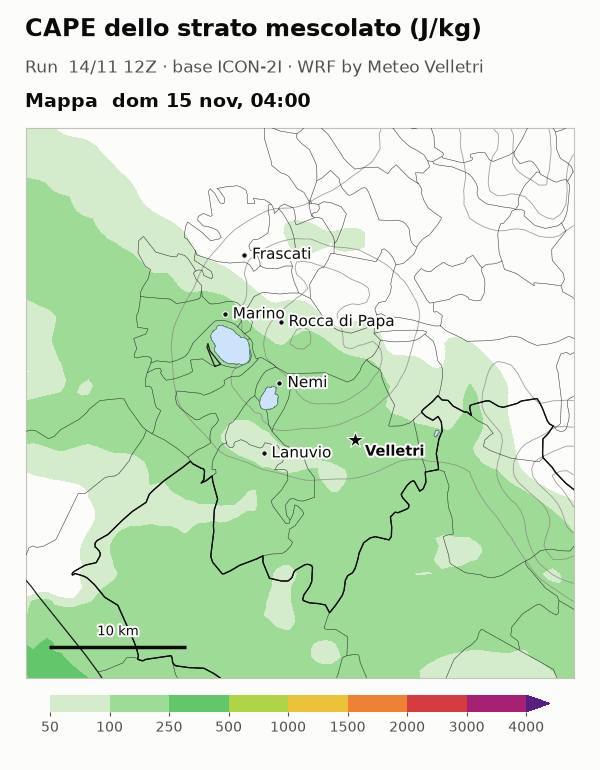 CAPE dello strato mescolato (J/kg)
Run  14/11 12Z · base ICON-2I · WRF by Meteo Velletri
Mappa  dom 15 nov, 04:00
Frascati
Marino
Rocca di Papa
Nemi
Velletri
Lanuvio
10 km
50 100 250 500 1000 1500 2000 3000 4000